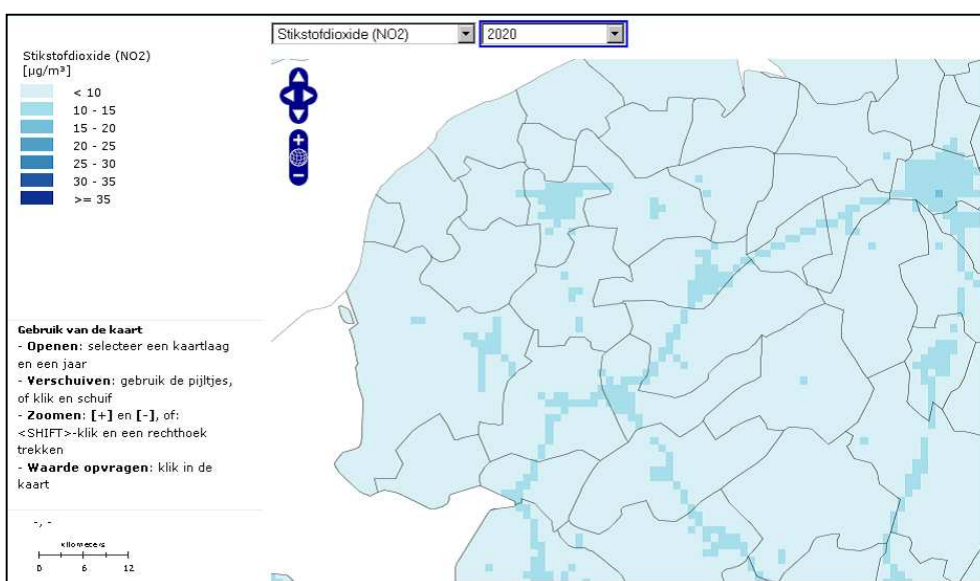 Stikstofdioxide (NO2) 2020
Stikstofdioxide (NO2)
[µg/m³]
< 10
10 - 15
15 - 20
20 - 25
25 - 30
30 - 35
>= 35
+
−
Gebruik van de kaart
- Openen: selecteer een kaartlaag
en een jaar
- Verschuiven: gebruik de pijltjes,
of klik en schuif
- Zoomen: [+] en [-], of:
<SHIFT>-klik en een rechthoek
trekken
- Waarde opvragen: klik in de
kaart
-, -
kilometers
0 6 12